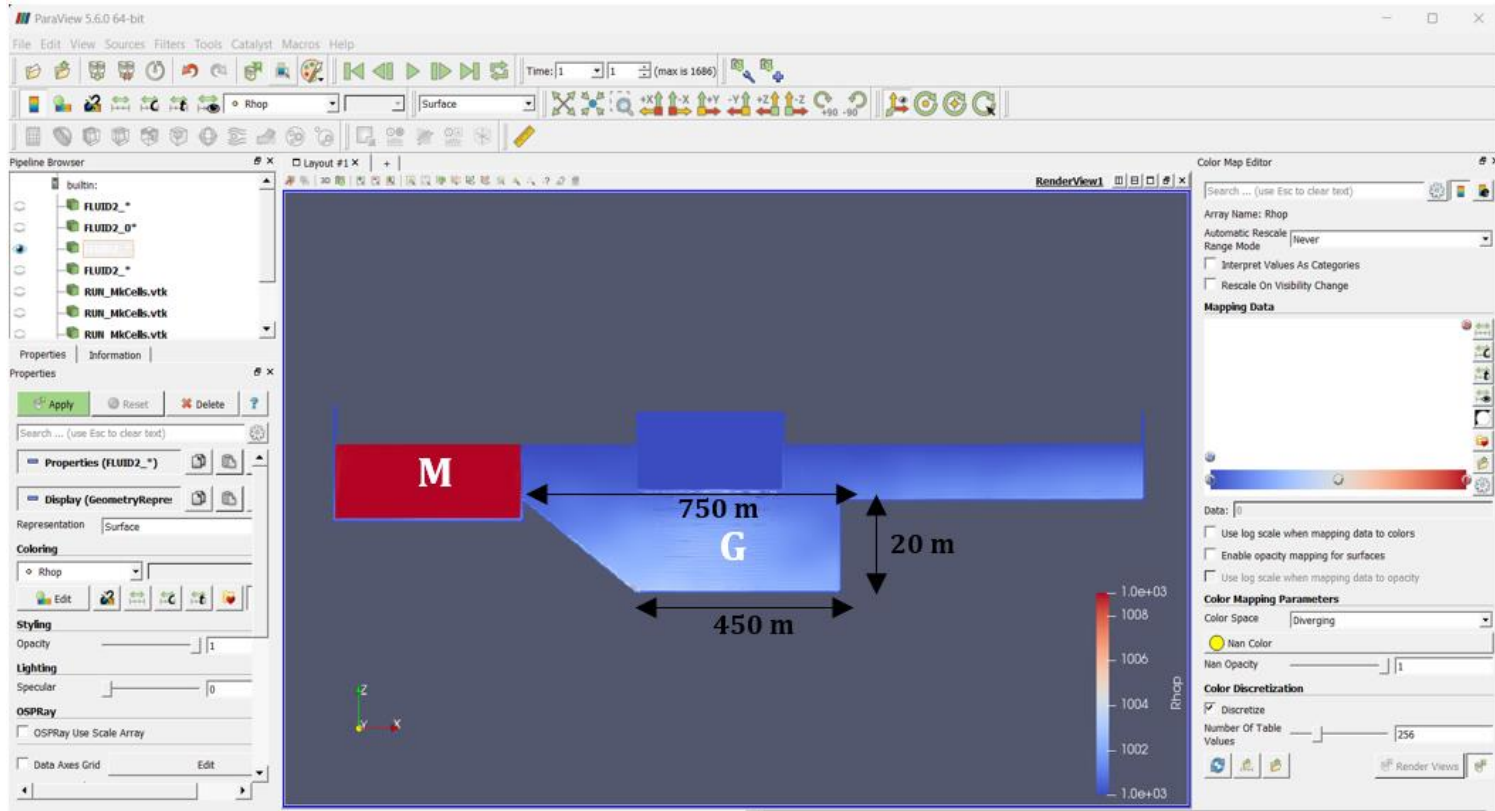 ParaView 5.6.0 64-bit
File Edit View Sources Filters Tools Catalyst Macros Help
Time: 1 1 (max is 1686)
Rhop Surface +X -X +Y -Y +Z -Z +90 -90
Pipeline Browser
builtin:
FLUID2_*
FLUID2_0*
FLUID2_*
RUN_MkCells.vtk
RUN_MkCells.vtk
RUN_MkCells.vtk
Properties Information
Properties
Apply Reset Delete ?
Search ... (use Esc to clear text)
Properties (FLUID2_*)
Display (GeometryRepre:
Representation Surface
Coloring
Rhop
Edit
Styling
Opacity 1
Lighting
Specular 0
OSPRay
OSPRay Use Scale Array
Data Axes Grid Edit
Layout #1 × +
3D
RenderView1
M
750 m
G
20 m
450 m
Z
Y X
1.0e+03
1008
1006
1004
1002
1.0e+03
Rhop
Color Map Editor
Search ... (use Esc to clear text)
Array Name: Rhop
Automatic Rescale
Range Mode Never
Interpret Values As Categories
Rescale On Visibility Change
Mapping Data
Data: 0
Use log scale when mapping data to colors
Enable opacity mapping for surfaces
Use log scale when mapping data to opacity
Color Mapping Parameters
Color Space Diverging
Nan Color
Nan Opacity 1
Color Discretization
Discretize
Number Of Table
Values 256
Render Views